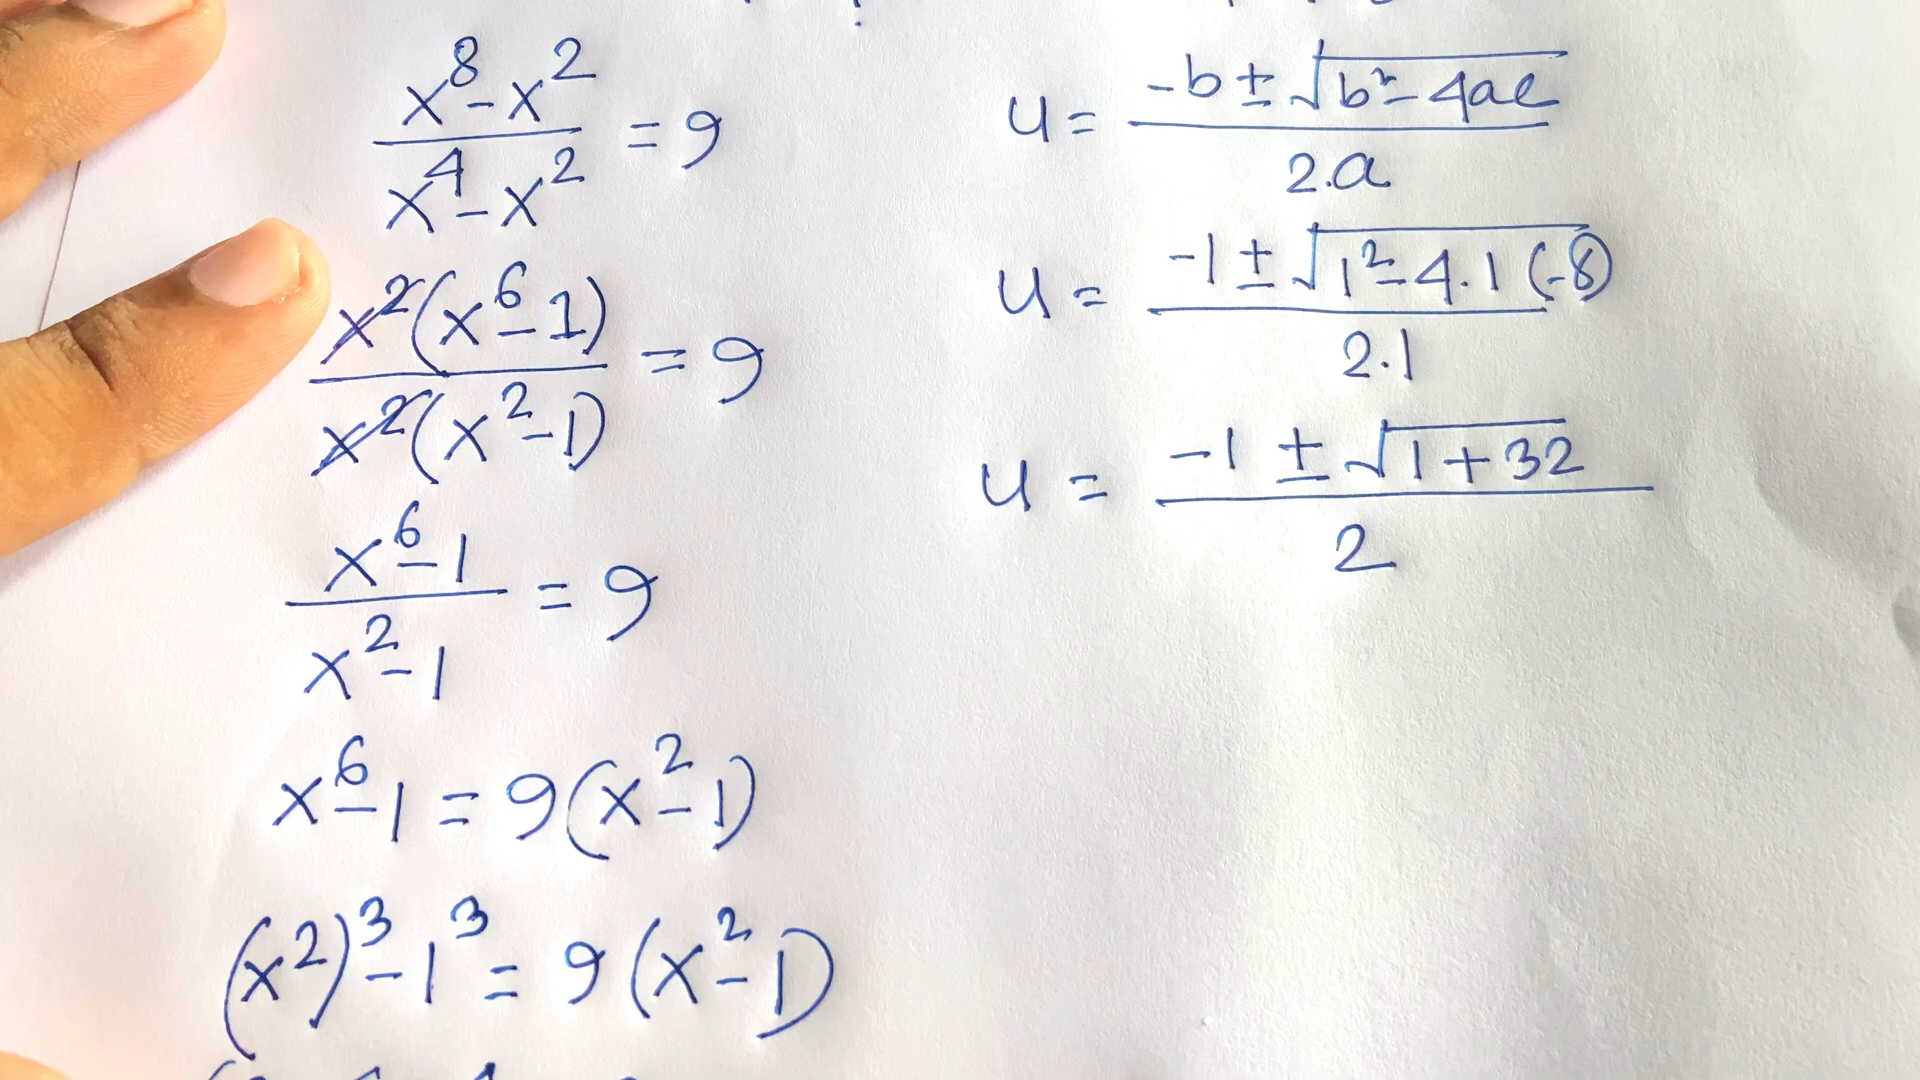 x⁸ - x² / x⁴ - x² = 9
x²(x⁶ - 1) / x²(x² - 1) = 9
x⁶ - 1 / x² - 1 = 9
x⁶ - 1 = 9(x² - 1)
(x²)³ - 1³ = 9(x² - 1)
u = -b ± √b² - 4ac / 2.a
u = -1 ± √1² - 4.1(-8) / 2.1
u = -1 ± √1 + 32 / 2